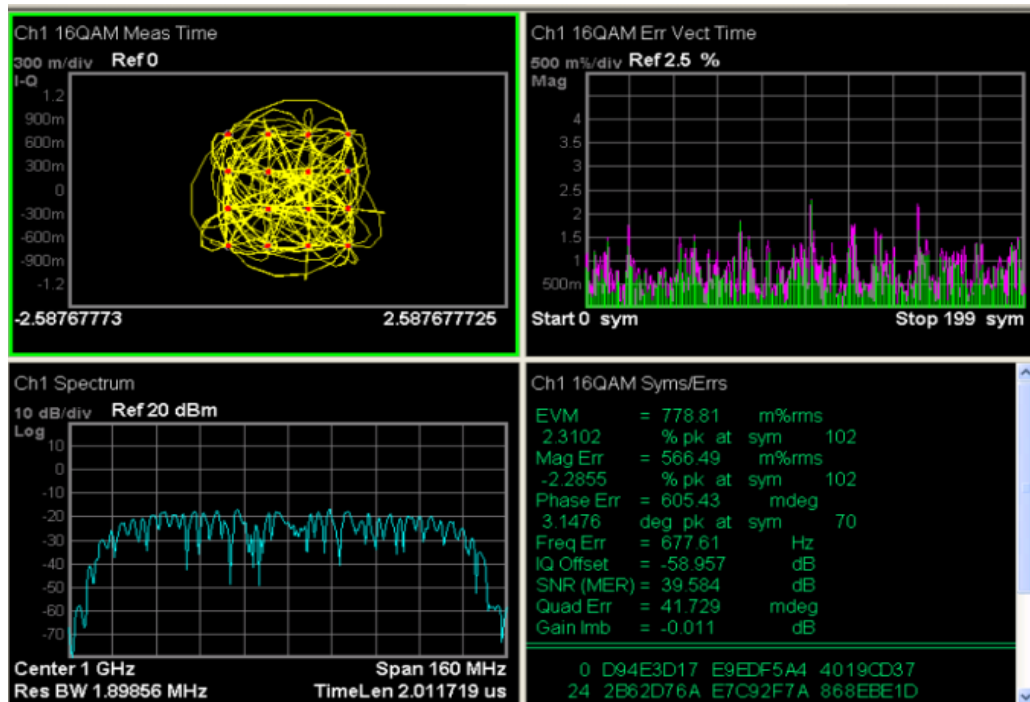 Ch1 16QAM Meas Time
300 m/div Ref 0
I-Q
1.2
900m
600m
300m
0
-300m
-600m
-900m
-1.2
-2.58767773 2.587677725
Ch1 16QAM Err Vect Time
500 m%/div Ref 2.5 %
Mag
4
3.5
3
2.5
2
1.5
1
500m
Start 0 sym Stop 199 sym
Ch1 Spectrum
10 dB/div Ref 20 dBm
Log
10
0
-10
-20
-30
-40
-50
-60
-70
Center 1 GHz Span 160 MHz
Res BW 1.89856 MHz TimeLen 2.011719 us
Ch1 16QAM Syms/Errs
EVM = 778.81 m%rms
2.3102 % pk at sym 102
Mag Err = 566.49 m%rms
-2.2855 % pk at sym 102
Phase Err = 605.43 mdeg
3.1476 deg pk at sym 70
Freq Err = 677.61 Hz
IQ Offset = -58.957 dB
SNR (MER) = 39.584 dB
Quad Err = 41.729 mdeg
Gain Imb = -0.011 dB
0 D94E3D17 E9EDF5A4 4019CD37
24 2B62D76A E7C92F7A 868EBE1D